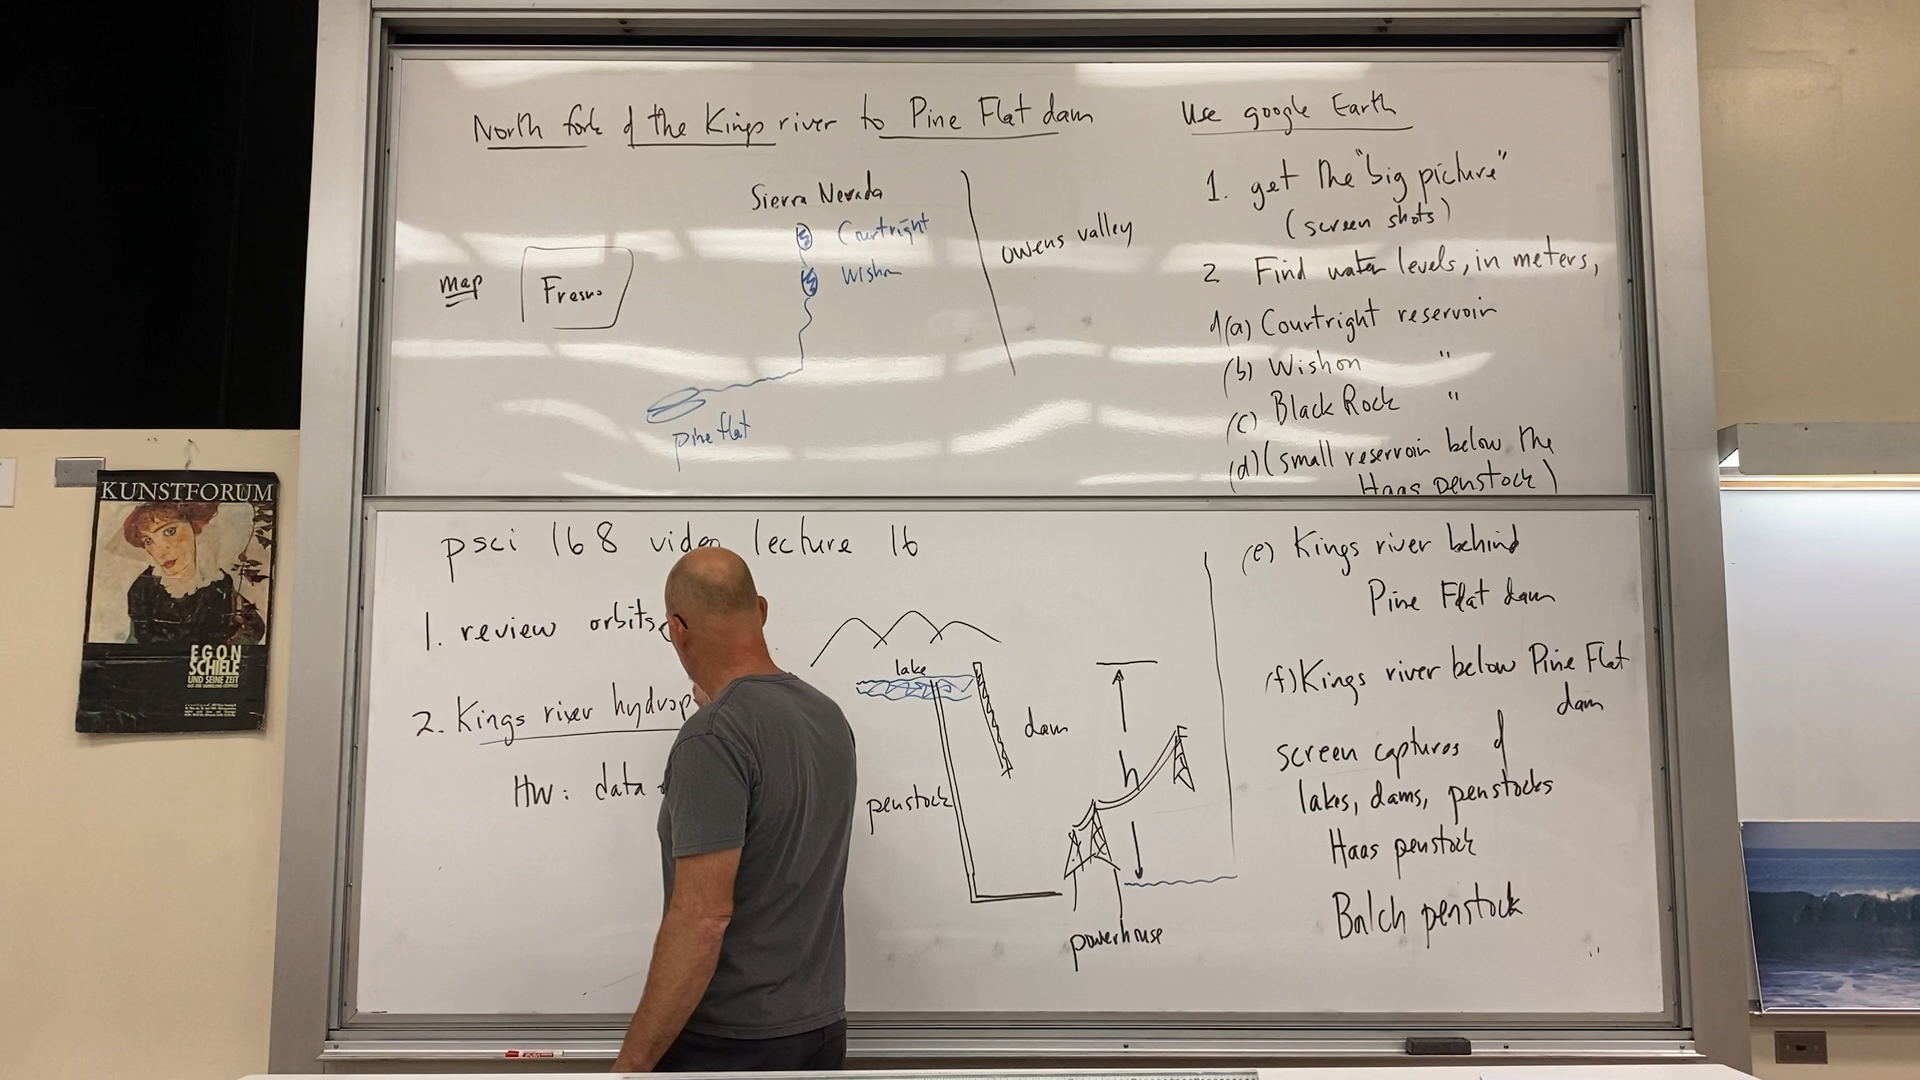 North fork of the Kings river to Pine Flat dam
Sierra Nevada
Courtright
Wishon
map
Fresno
pine flat
owens valley
Use google Earth
1. get the "big picture"
(screen shots)
2 Find water levels, in meters,
of (a) Courtright reservoir
(b) Wishon "
(c) Black Rock "
(d) (small reservoir below the
Haas penstock)
psci 168 video lecture 16
1. review orbits
2. Kings river
HW: data
lake
dam
penstock
h
powerhouse
(e) Kings river behind
Pine Flat dam
(f) Kings river below Pine Flat
dam
screen captures of
lakes, dams, penstocks
Haas penstock
Balch penstock
KUNSTFORUM
EGON
SCHIELE
UND SEINE ZEIT